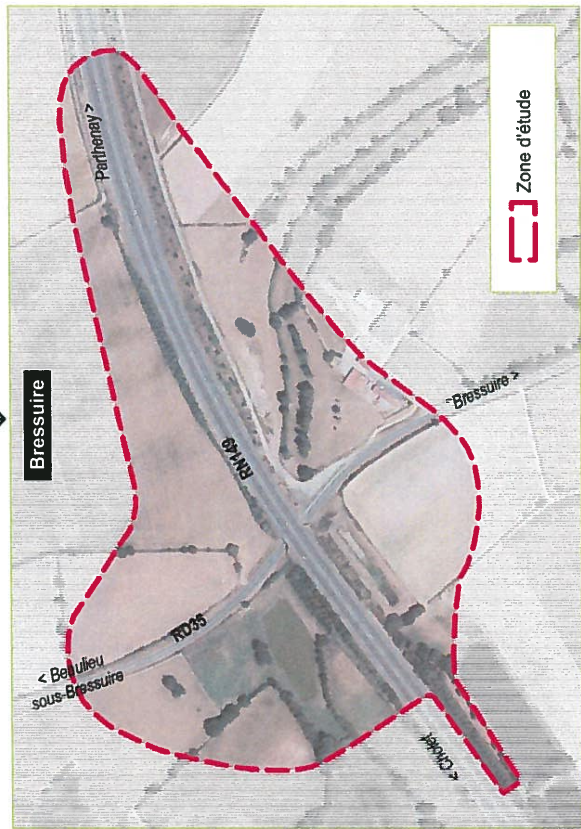 Bressuire
Parthenay >
RN149
RD35
< Beaulieu
sous-Bressuire
Bressuire >
< Cholet
Zone d'étude